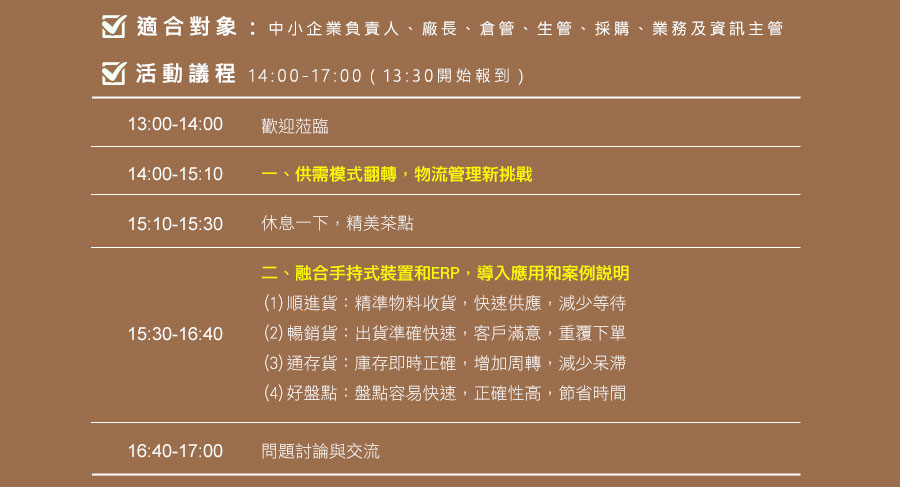 適合對象：中小企業負責人、廠長、倉管、生管、採購、業務及資訊主管
活動議程 14:00-17:00 ( 13:30開始報到 )
13:00-14:00 歡迎蒞臨
14:00-15:10 一、供需模式翻轉，物流管理新挑戰
15:10-15:30 休息一下，精美茶點
二、融合手持式裝置和ERP，導入應用和案例說明
(1) 順進貨：精準物料收貨，快速供應，減少等待
15:30-16:40 (2) 暢銷貨：出貨準確快速，客戶滿意，重覆下單
(3) 通存貨：庫存即時正確，增加周轉，減少呆滯
(4) 好盤點：盤點容易快速，正確性高，節省時間
16:40-17:00 問題討論與交流